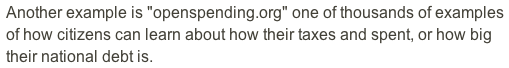 Another example is "openspending.org" one of thousands of examples
of how citizens can learn about how their taxes and spent, or how big
their national debt is.